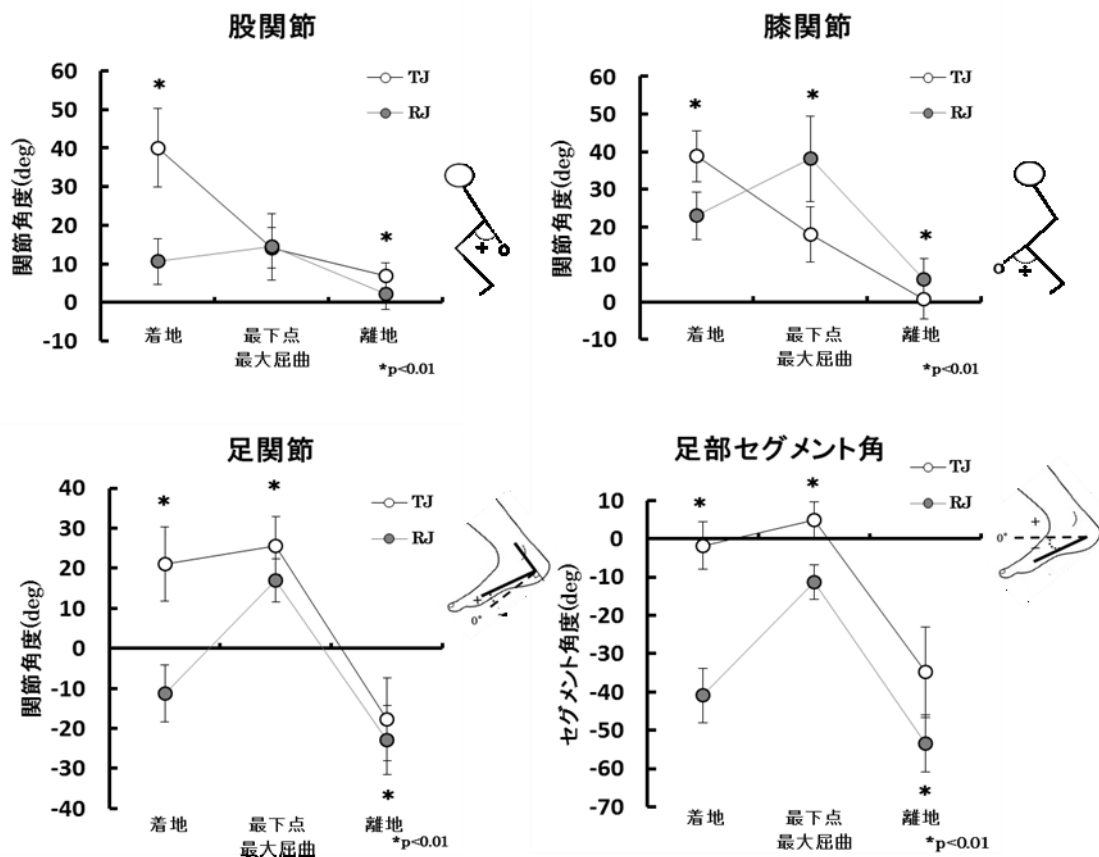 股関節
関節角度(deg)
60
50
40
30
20
10
0
-10
TJ
RJ
*
*
着地
最下点
最大屈曲
離地
*p<0.01
+
膝関節
関節角度(deg)
60
50
40
30
20
10
0
-10
TJ
RJ
*
*
*
着地
最下点
最大屈曲
離地
*p<0.01
+
足関節
関節角度(deg)
40
30
20
10
0
-10
-20
-30
-40
TJ
RJ
*
*
*
着地
最下点
最大屈曲
離地
*p<0.01
+
0°
足部セグメント角
セグメント角度(deg)
10
0
-10
-20
-30
-40
-50
-60
-70
TJ
RJ
*
*
*
着地
最下点
最大屈曲
離地
*p<0.01
+
0°